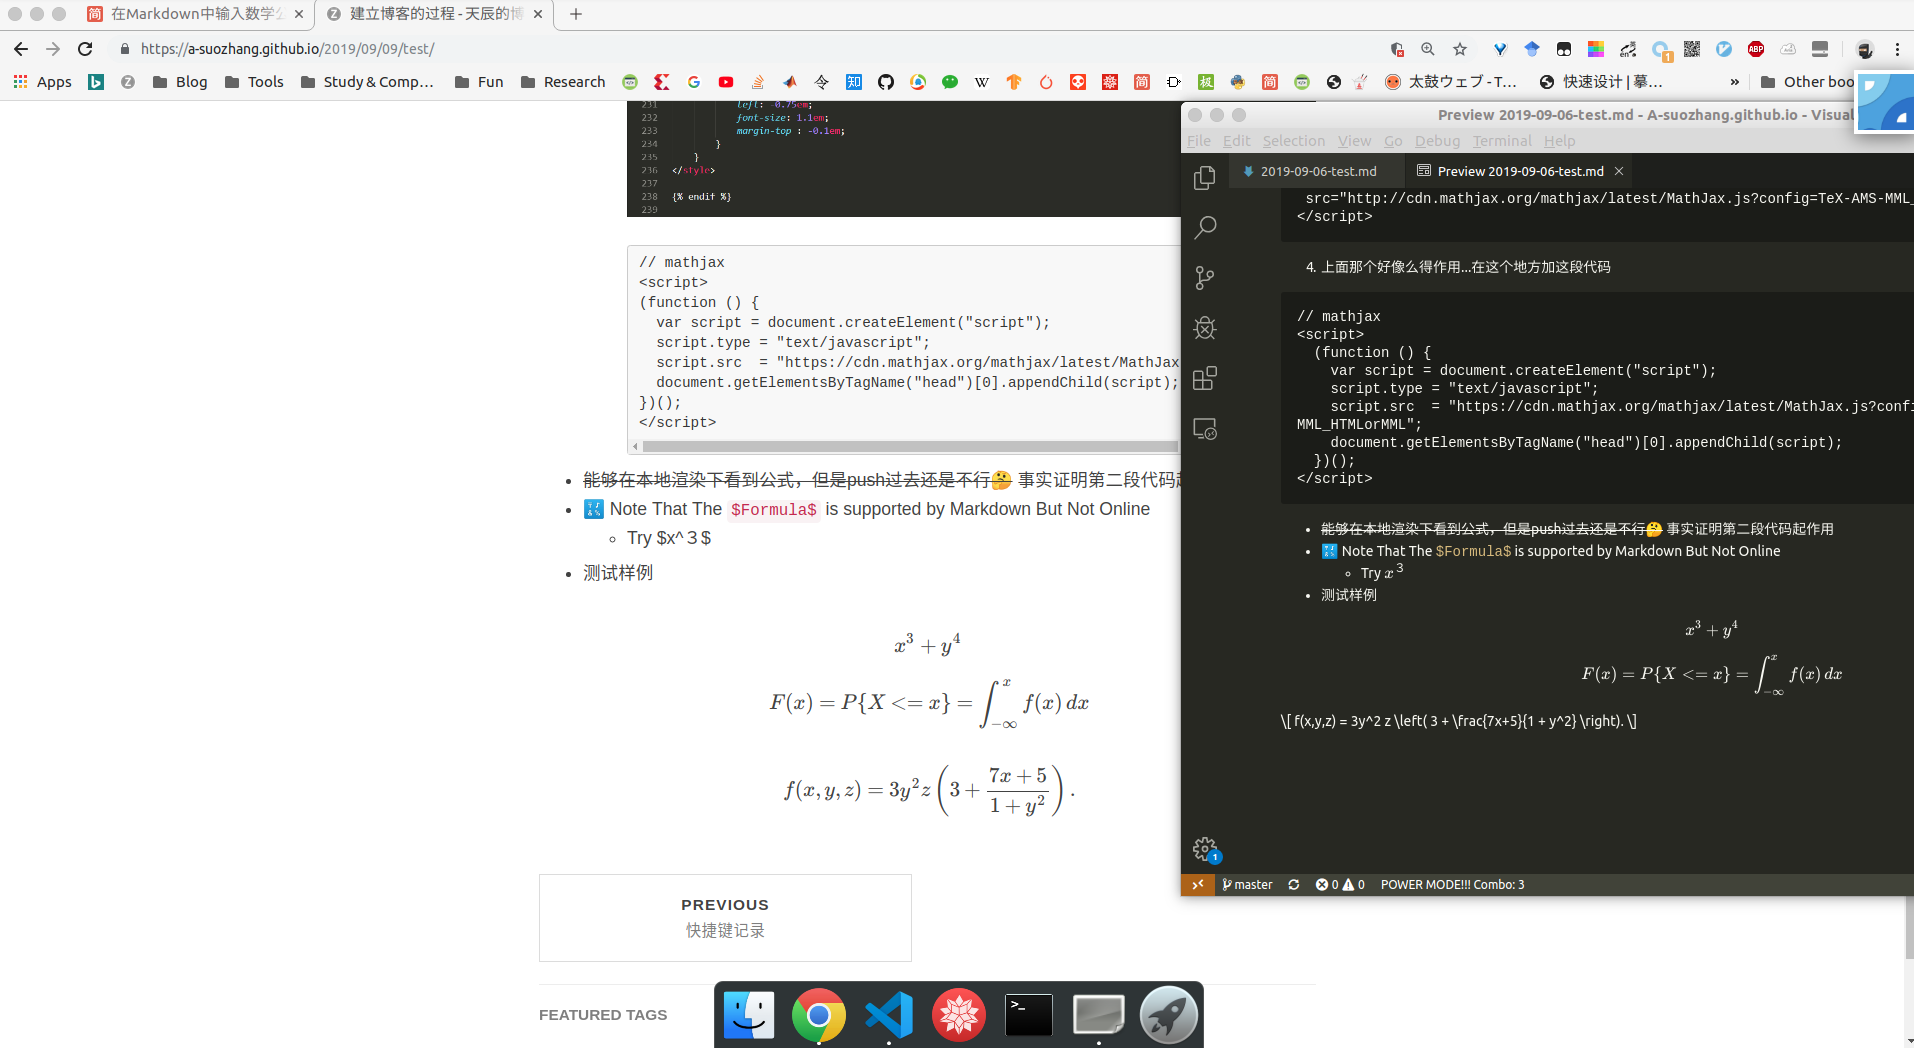 在Markdown中输入数学公
建立博客的过程 - 天辰的博
https://a-suozhang.github.io/2019/09/09/test/
Apps
Blog
Tools
Study & Comp…
Fun
Research
太鼓ウェブ - T…
快速设计 | 摹…
»
Other boo
231 left: -0.75em;
232 font-size: 1.1em;
233 margin-top : -0.1em;
234 }
235 }
236 </style>
237
238 {% endif %}
239
// mathjax
<script>
(function () {
var script = document.createElement("script");
script.type = "text/javascript";
script.src  = "https://cdn.mathjax.org/mathjax/latest/MathJax
document.getElementsByTagName("head")[0].appendChild(script);
})();
</script>
能够在本地渲染下看到公式，但是push过去还是不行🤔 事实证明第二段代码起
🔣 Note That The $Formula$ is supported by Markdown But Not Online
Try $x^３$
测试样例
x³ + y⁴
F(x) = P{X <= x} = ∫_{−∞}^{x} f(x) dx
f(x, y, z) = 3y²z (3 + (7x + 5)/(1 + y²)).
PREVIOUS
快捷键记录
FEATURED TAGS
Preview 2019-09-06-test.md - A-suozhang.github.io - Visual
File Edit Selection View Go Debug Terminal Help
2019-09-06-test.md
Preview 2019-09-06-test.md
src="http://cdn.mathjax.org/mathjax/latest/MathJax.js?config=TeX-AMS-MML_
</script>
4. 上面那个好像么得作用...在这个地方加这段代码
// mathjax
<script>
(function () {
var script = document.createElement("script");
script.type = "text/javascript";
script.src  = "https://cdn.mathjax.org/mathjax/latest/MathJax.js?confi
MML_HTMLorMML";
document.getElementsByTagName("head")[0].appendChild(script);
})();
</script>
能够在本地渲染下看到公式，但是push过去还是不行🤔 事实证明第二段代码起作用
🔣 Note That The $Formula$ is supported by Markdown But Not Online
Try x³
测试样例
x³ + y⁴
F(x) = P{X <= x} = ∫_{−∞}^{x} f(x) dx
\[ f(x,y,z) = 3y^2 z \left( 3 + \frac{7x+5}{1 + y^2} \right). \]
1
master 0 0 POWER MODE!!! Combo: 3